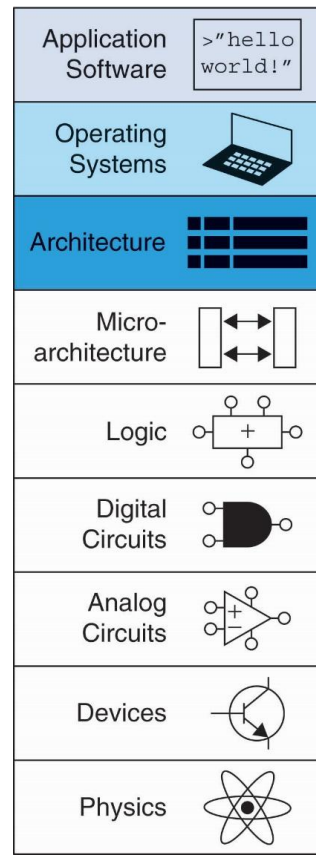 Application
Software
>"hello
world!"
Operating
Systems
Architecture
Micro-
architecture
Logic
+
Digital
Circuits
Analog
Circuits
+
−
Devices
Physics